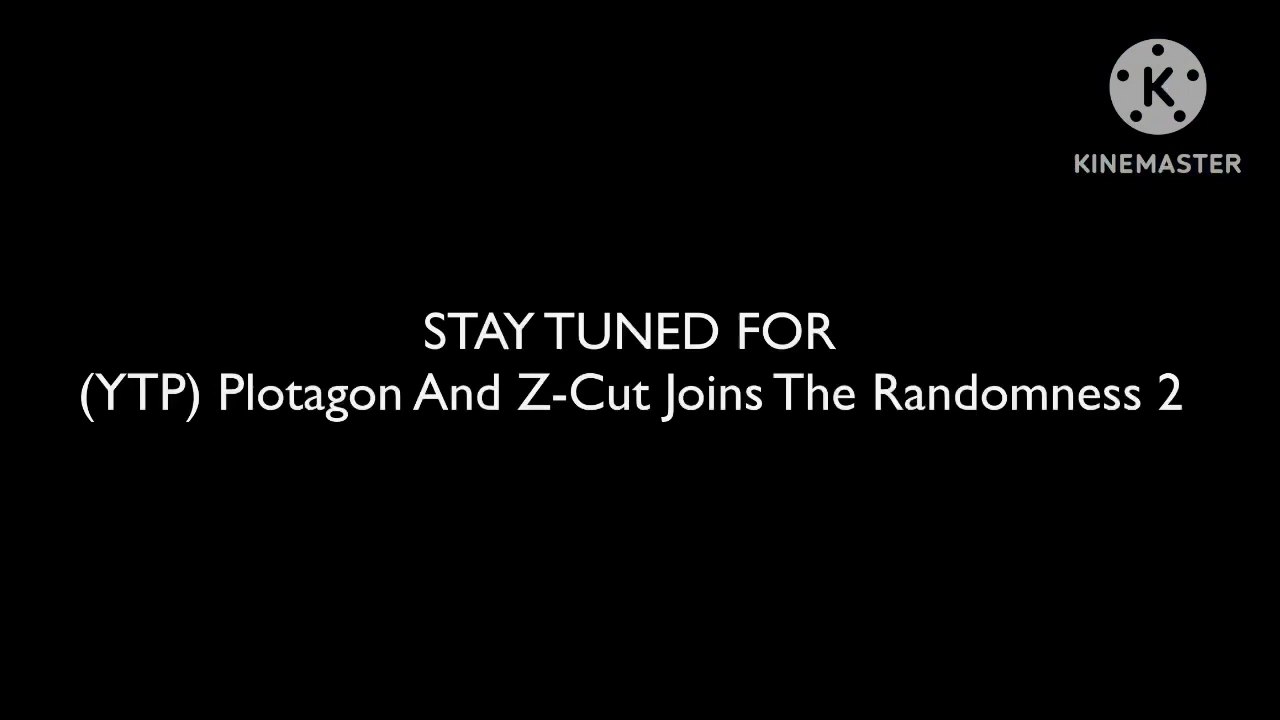 K
KINEMASTER
STAY TUNED FOR
(YTP) Plotagon And Z-Cut Joins The Randomness 2